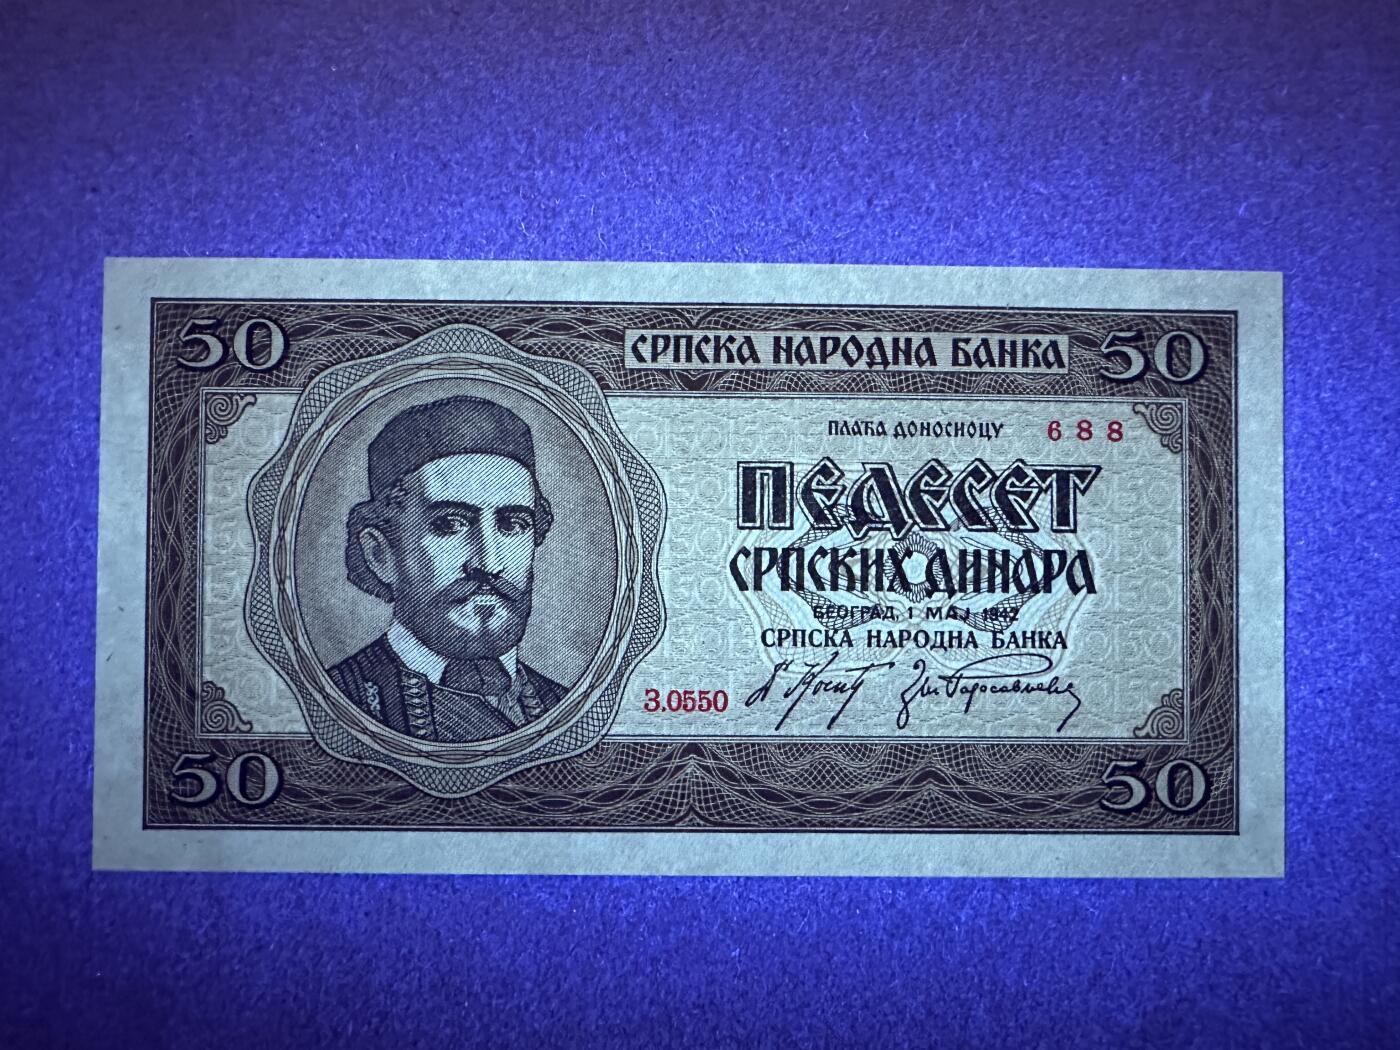 50
СРПСКА НАРОДНА БАНКА
50
ПЛАЋА ДОНОСИОЦУ 688
ПЕДЕСЕТ
СРПСКИХ ДИНАРА
БЕОГРАД, 1 МАЈ 1942
СРПСКА НАРОДНА БАНКА
З.0550
50
50